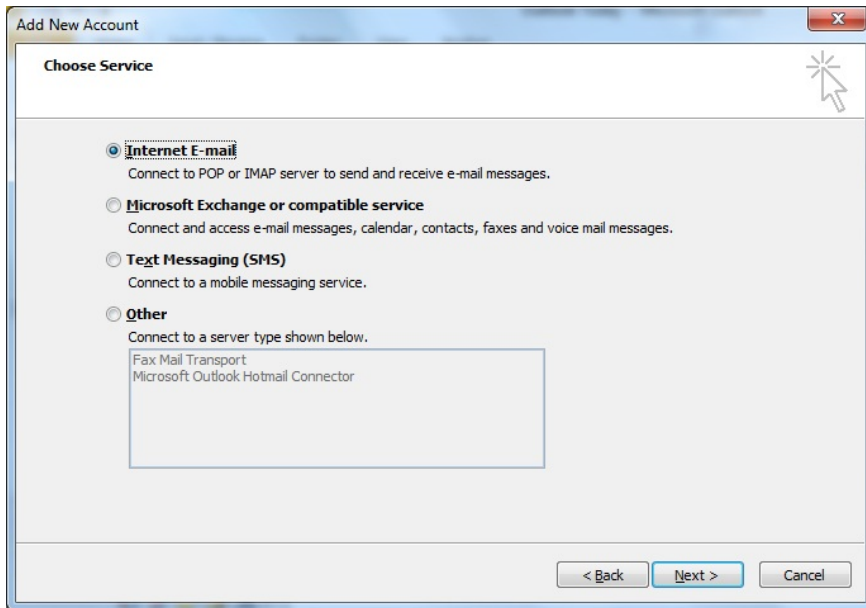 Add New Account
Choose Service
Internet E-mail
Connect to POP or IMAP server to send and receive e-mail messages.
Microsoft Exchange or compatible service
Connect and access e-mail messages, calendar, contacts, faxes and voice mail messages.
Text Messaging (SMS)
Connect to a mobile messaging service.
Other
Connect to a server type shown below.
Fax Mail Transport
Microsoft Outlook Hotmail Connector
< Back Next > Cancel